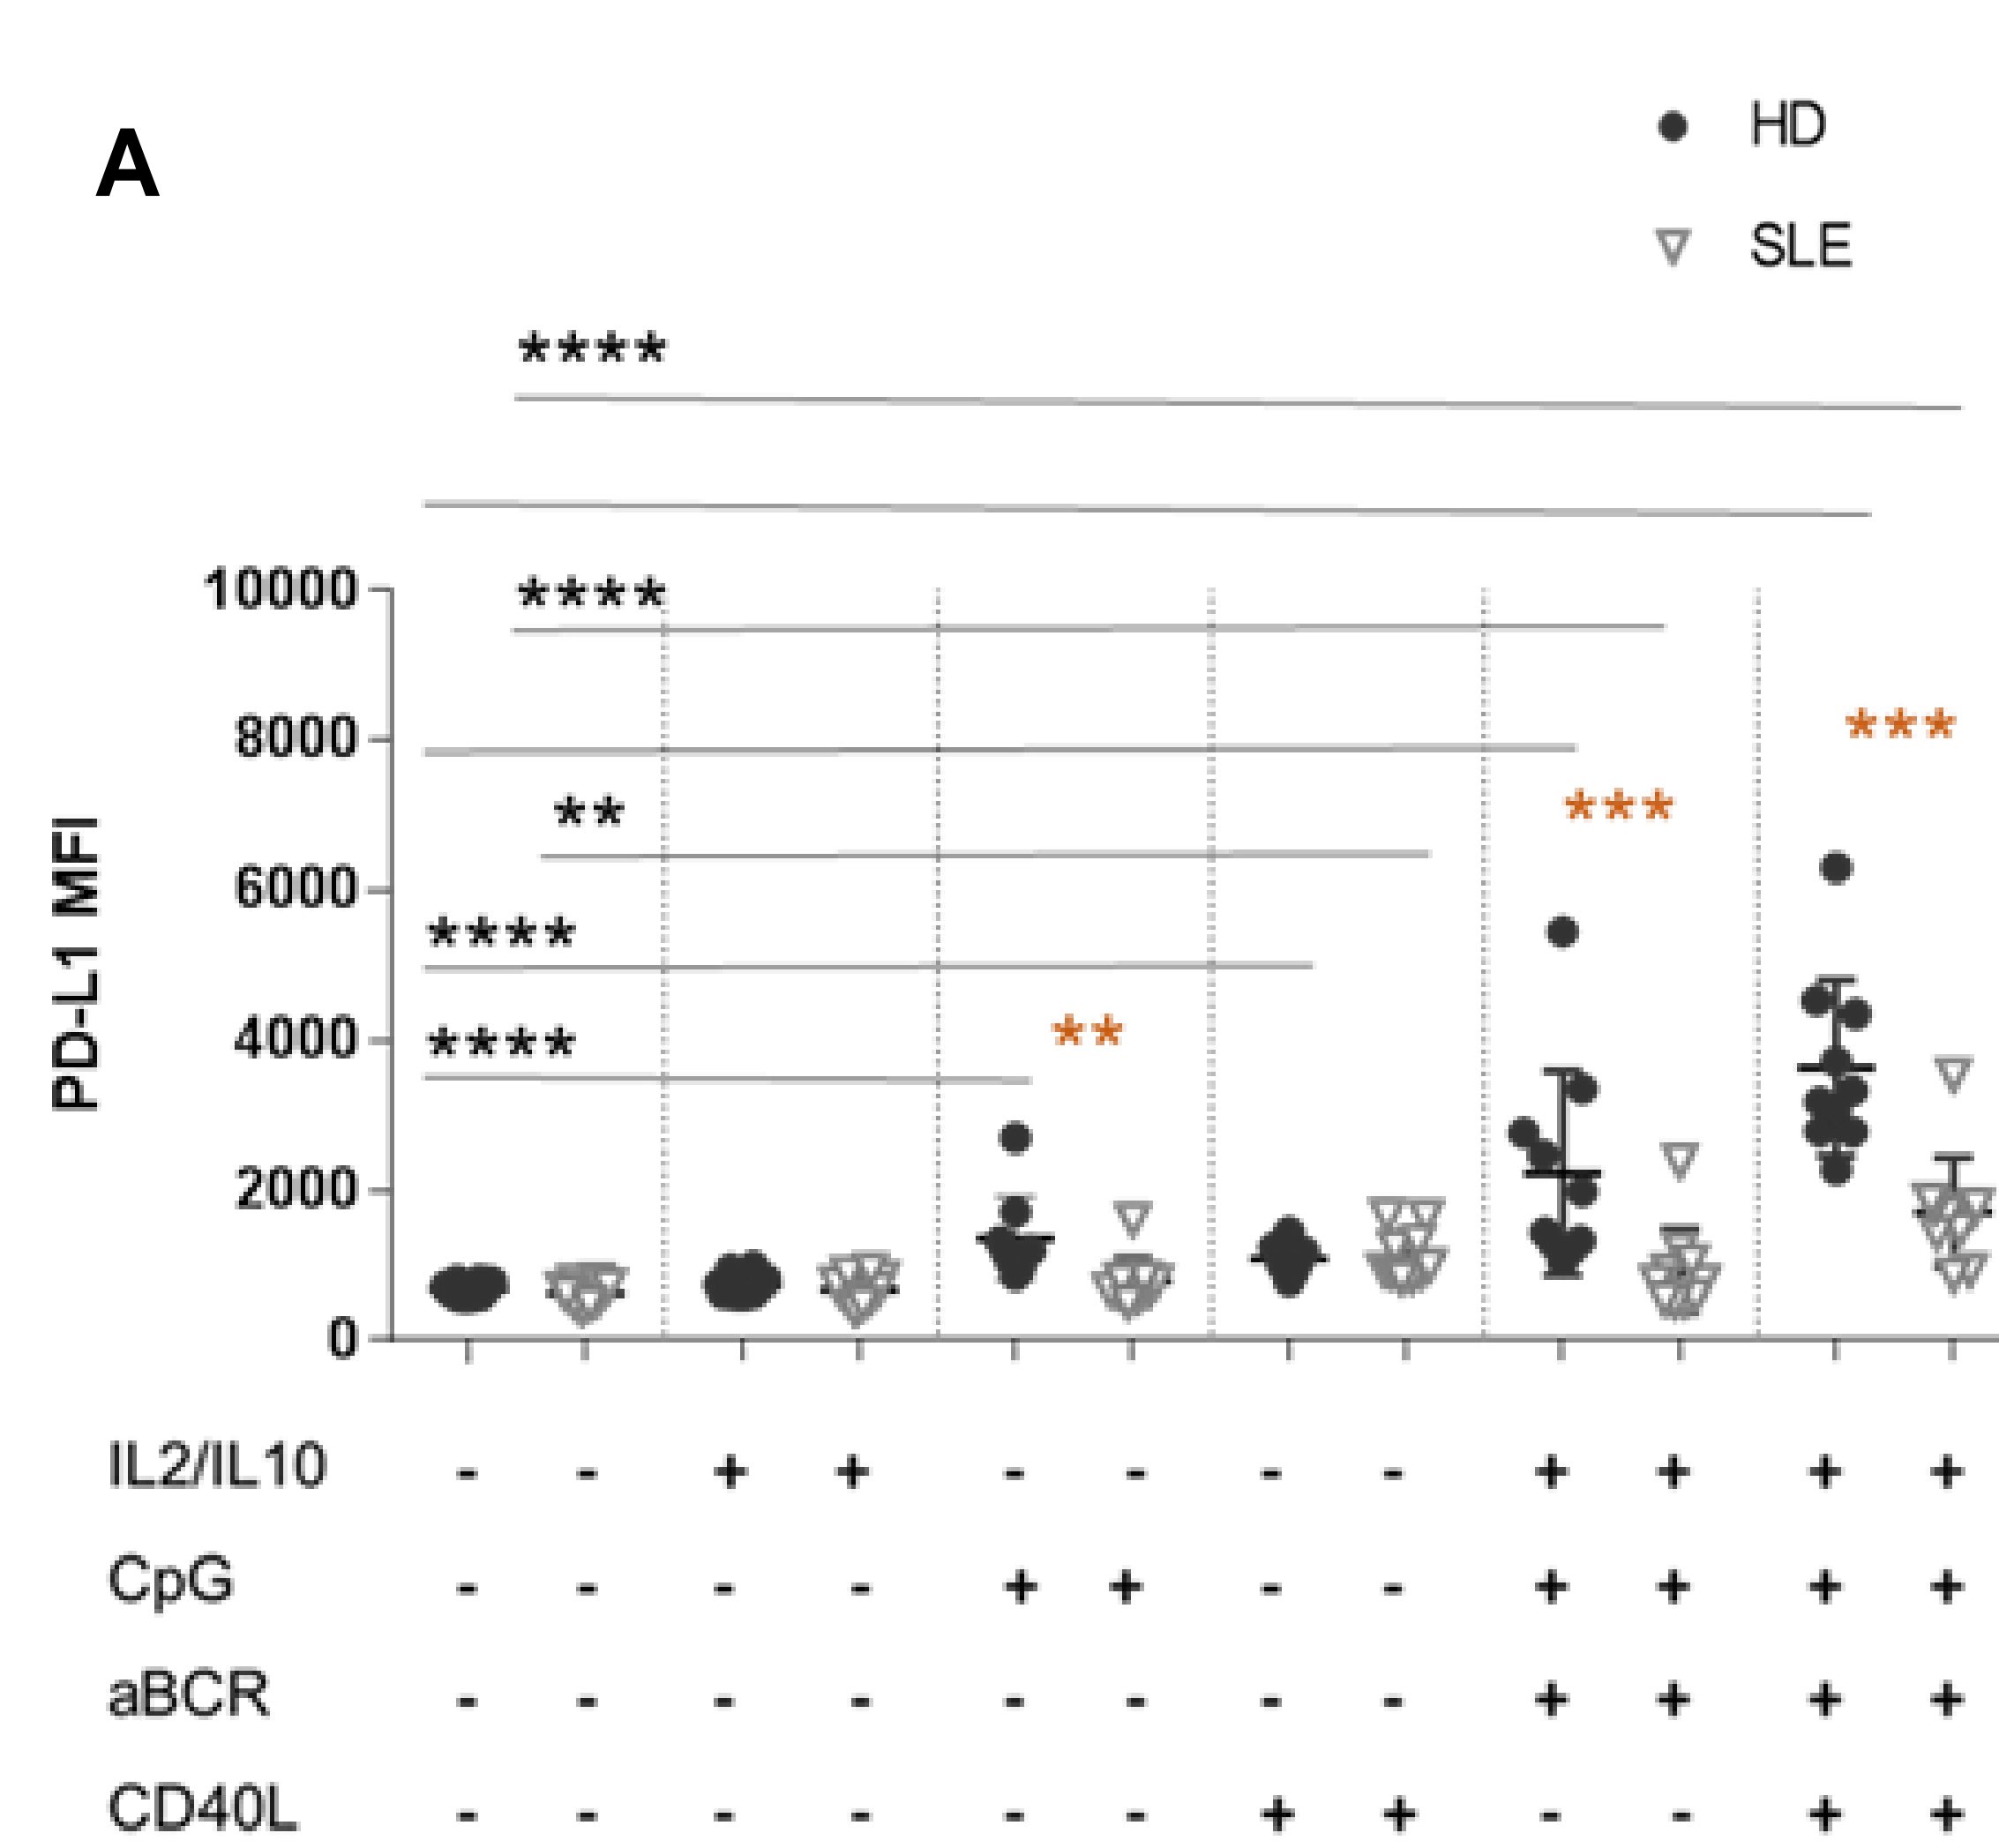 HD
A
SLE
****
****
10000
8000
***
***
**
6000
****
PD-L1 MFI
4000
****
**
2000
0
IL2/IL10 - - + + - - - - + + + +
CpG - - - - + + - - + + + +
aBCR - - - - - - - - + + + +
CD40L - - - - - - + + - - + +